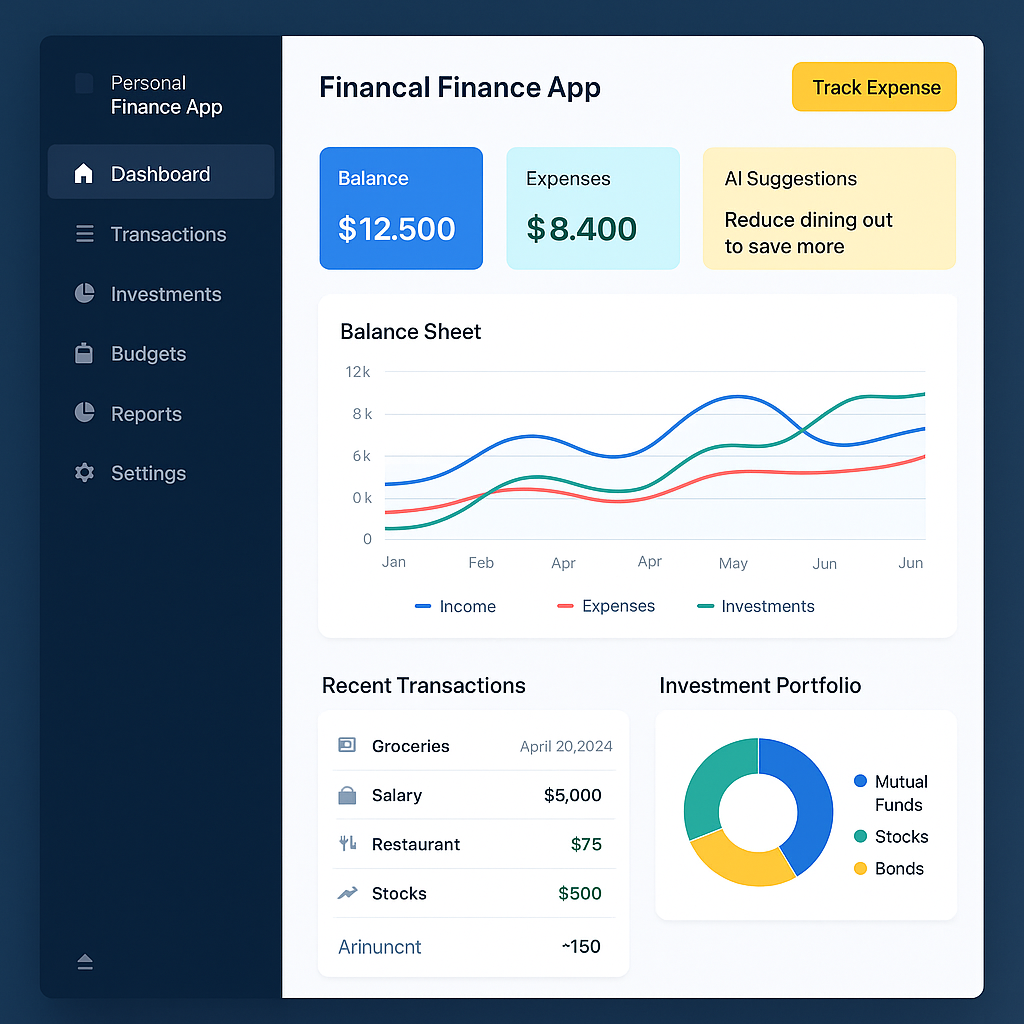 Personal
Finance App
Dashboard
Transactions
Investments
Budgets
Reports
Settings
Financal Finance App
Track Expense
Balance
$12.500
Expenses
$8.400
AI Suggestions
Reduce dining out
to save more
Balance Sheet
12k
8k
6k
0k
0
Jan Feb Apr Apr May Jun Jun
Income Expenses Investments
Recent Transactions
Groceries April 20,2024
Salary $5,000
Restaurant $75
Stocks $500
Arinuncnt ~150
Investment Portfolio
Mutual
Funds
Stocks
Bonds